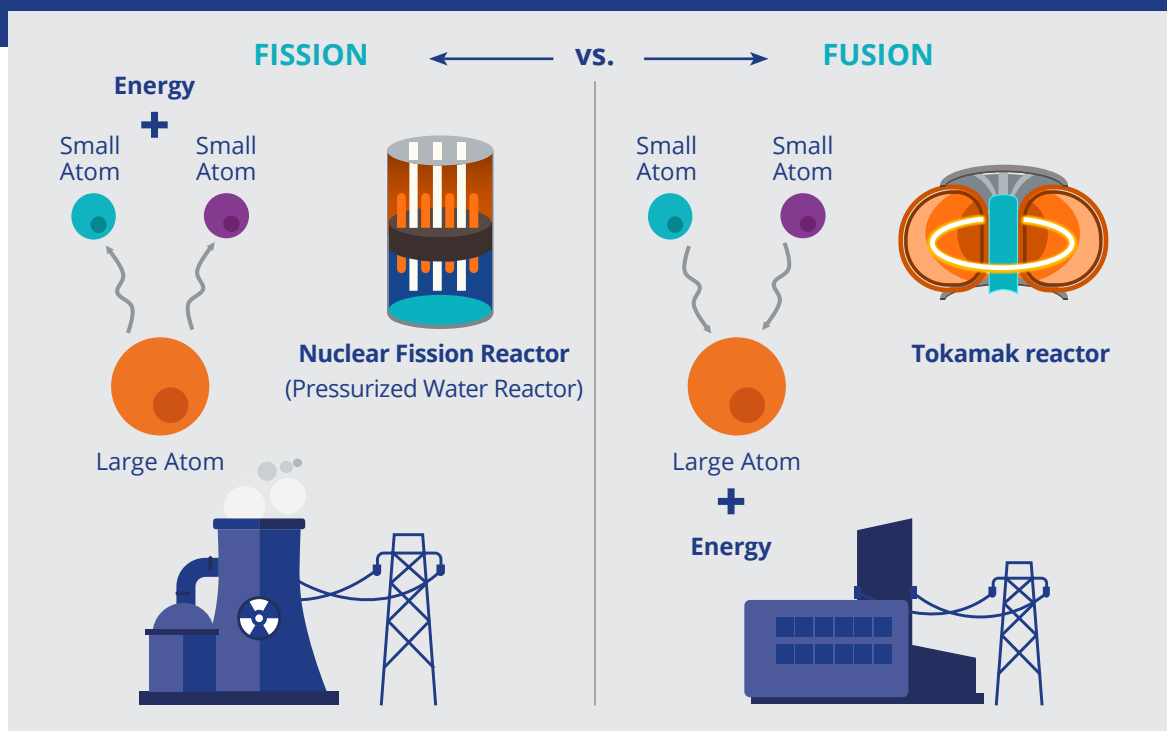 FISSION
vs.
FUSION
Energy
Small
Atom
Small
Atom
Nuclear Fission Reactor
(Pressurized Water Reactor)
Large Atom
Small
Atom
Small
Atom
Tokamak reactor
Large Atom
Energy